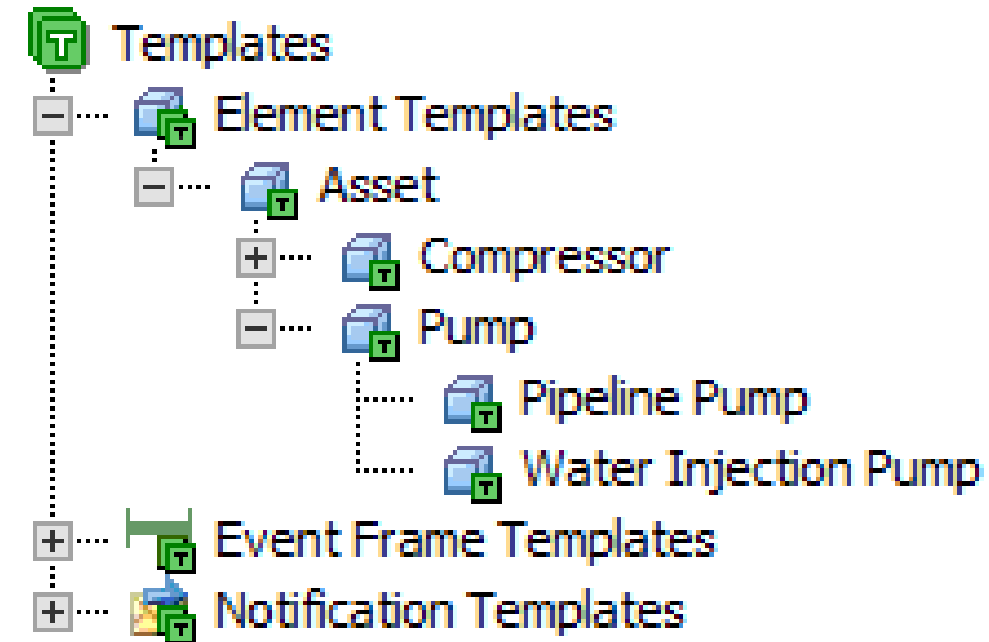 Templates
Element Templates
Asset
Compressor
Pump
Pipeline Pump
Water Injection Pump
Event Frame Templates
Notification Templates